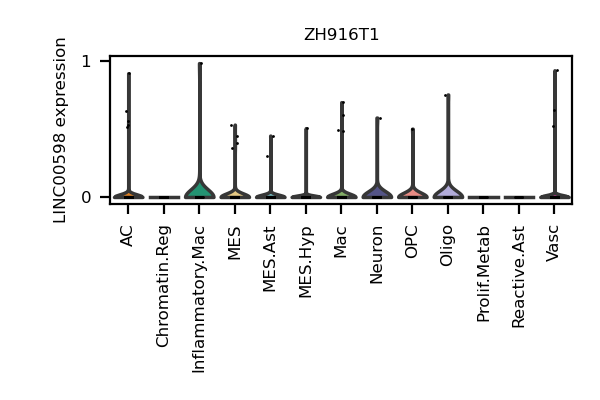 ZH916T1
LINC00598 expression
1
0
AC
Chromatin.Reg
Inflammatory.Mac
MES
MES.Ast
MES.Hyp
Mac
Neuron
OPC
Oligo
Prolif.Metab
Reactive.Ast
Vasc